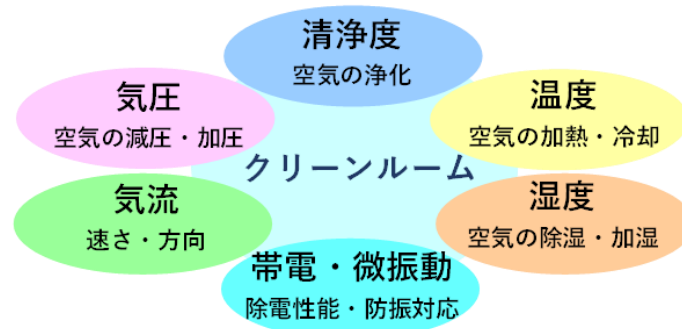 清浄度
空気の浄化
気圧
空気の減圧・加圧
温度
空気の加熱・冷却
クリーンルーム
気流
速さ・方向
湿度
空気の除湿・加湿
帯電・微振動
除電性能・防振対応